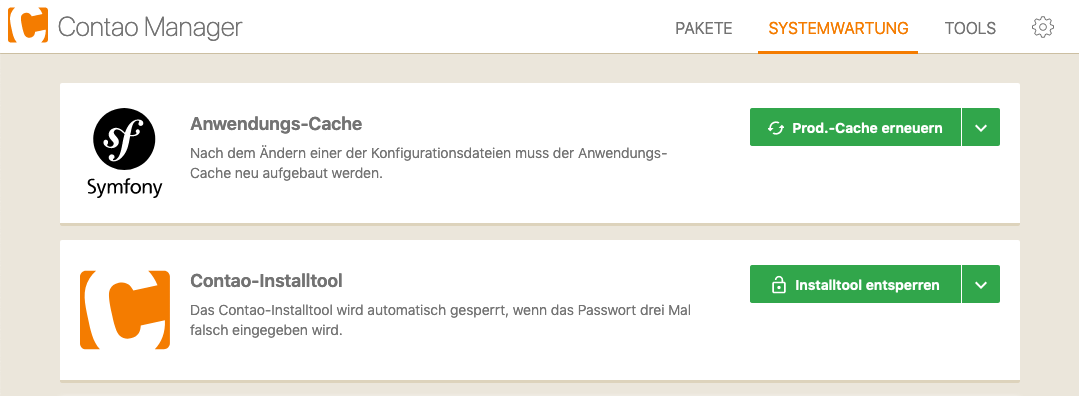 Contao Manager
PAKETE
SYSTEMWARTUNG
TOOLS
sf
Symfony
Anwendungs-Cache
Nach dem Ändern einer der Konfigurationsdateien muss der Anwendungs-
Cache neu aufgebaut werden.
Prod.-Cache erneuern
Contao-Installtool
Das Contao-Installtool wird automatisch gesperrt, wenn das Passwort drei Mal
falsch eingegeben wird.
Installtool entsperren